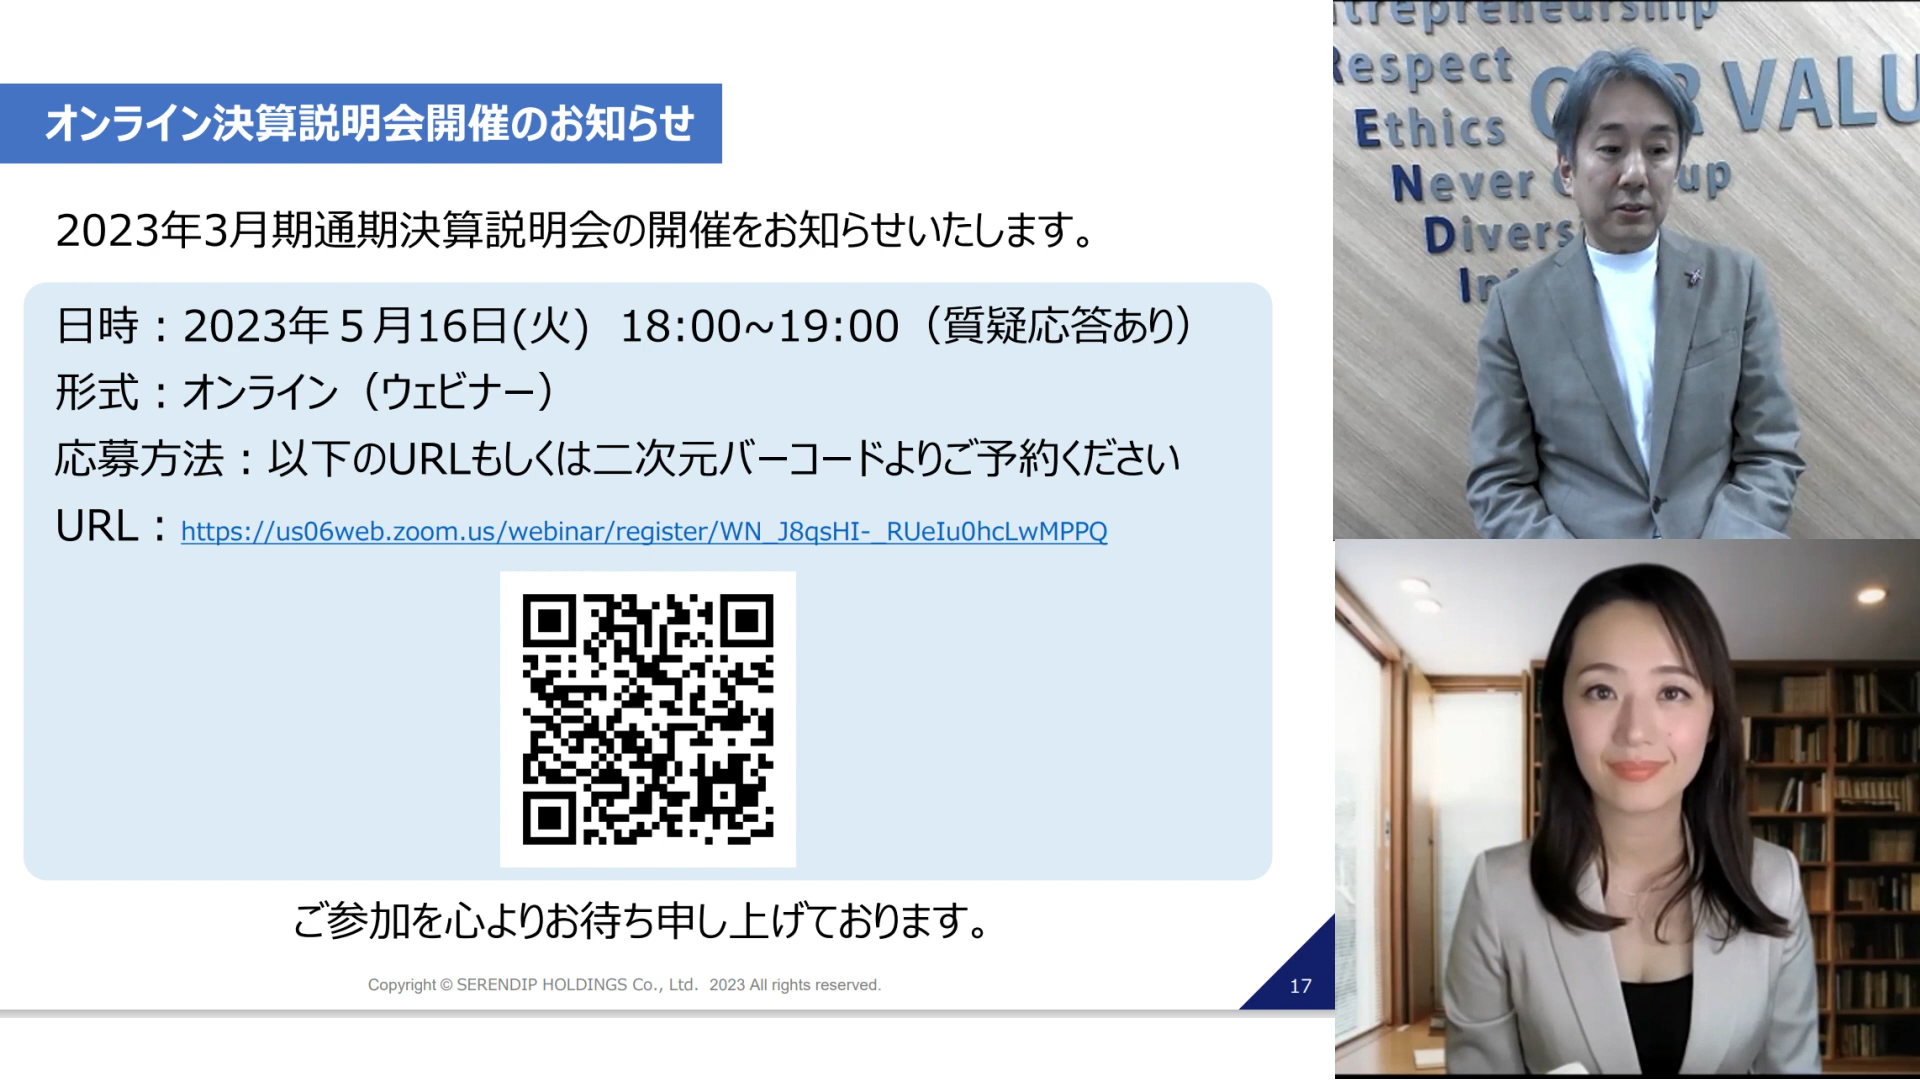 オンライン決算説明会開催のお知らせ
2023年3月期通期決算説明会の開催をお知らせいたします。
日時：2023年５月16日(火)  18:00~19:00（質疑応答あり）
形式：オンライン（ウェビナー）
応募方法：以下のURLもしくは二次元バーコードよりご予約ください
URL：https://us06web.zoom.us/webinar/register/WN_J8qsHI-_RUeIu0hcLwMPPQ
ご参加を心よりお待ち申し上げております。
Copyright © SERENDIP HOLDINGS Co., Ltd.  2023 All rights reserved.
17
trepreneurship
Respect
Ethics
Never
up
Divers
In
VALU